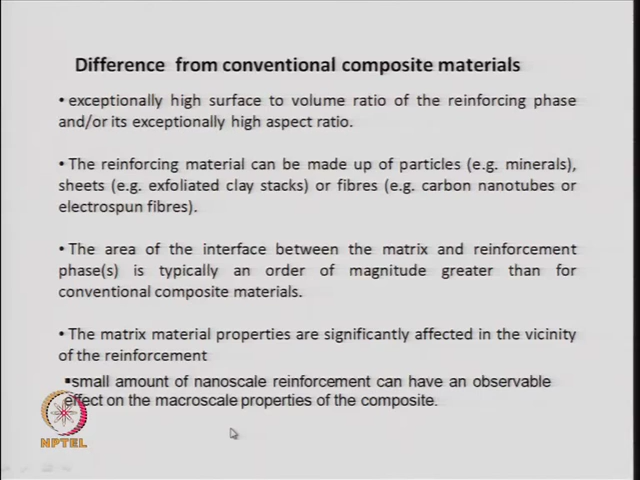 Difference from conventional composite materials
• exceptionally high surface to volume ratio of the reinforcing phase
and/or its exceptionally high aspect ratio.
• The reinforcing material can be made up of particles (e.g. minerals),
sheets (e.g. exfoliated clay stacks) or fibres (e.g. carbon nanotubes or
electrospun fibres).
• The area of the interface between the matrix and reinforcement
phase(s) is typically an order of magnitude greater than for
conventional composite materials.
• The matrix material properties are significantly affected in the vicinity
of the reinforcement
▪small amount of nanoscale reinforcement can have an observable
effect on the macroscale properties of the composite.
NPTEL